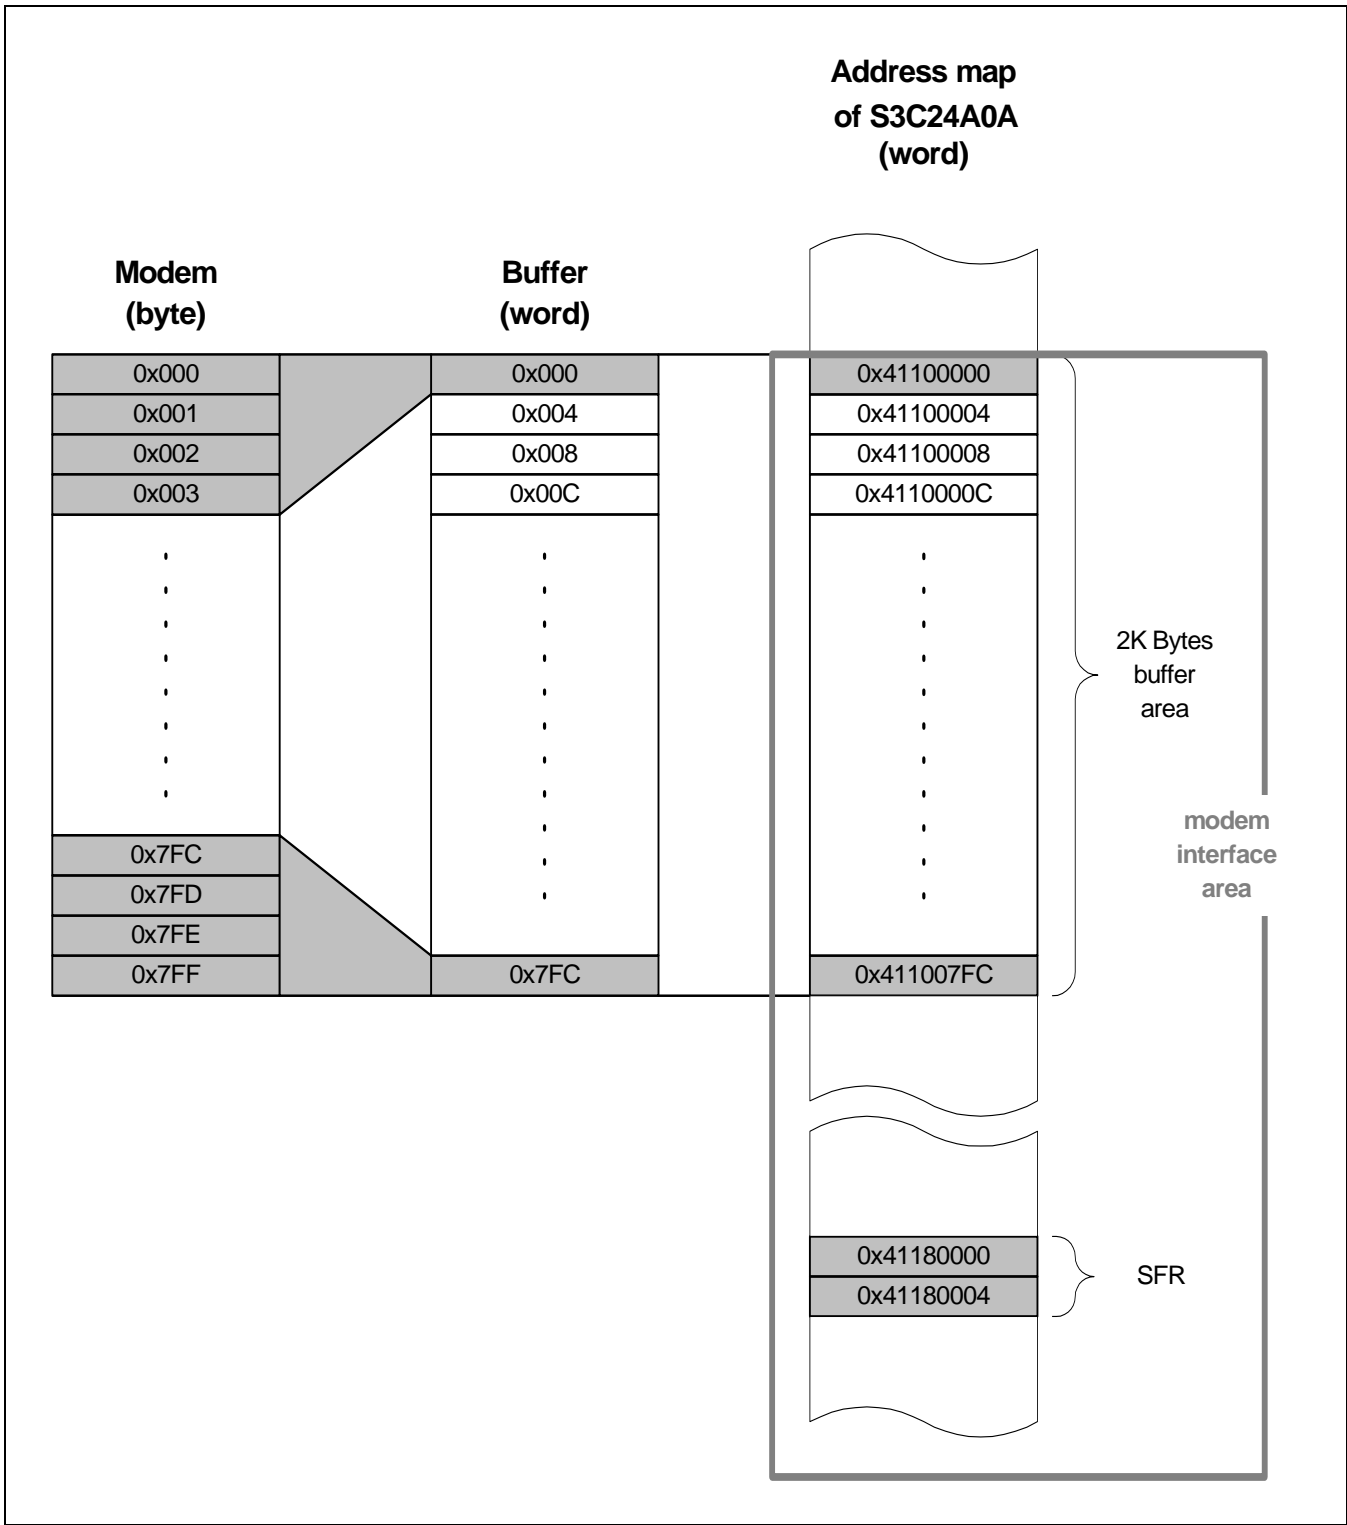 Address map
of S3C24A0A
(word)
Modem
(byte)
Buffer
(word)
0x000
0x001
0x002
0x003
0x7FC
0x7FD
0x7FE
0x7FF
0x000
0x004
0x008
0x00C
0x7FC
0x41100000
0x41100004
0x41100008
0x4110000C
0x411007FC
2K Bytes
buffer
area
modem
interface
area
0x41180000
0x41180004
SFR